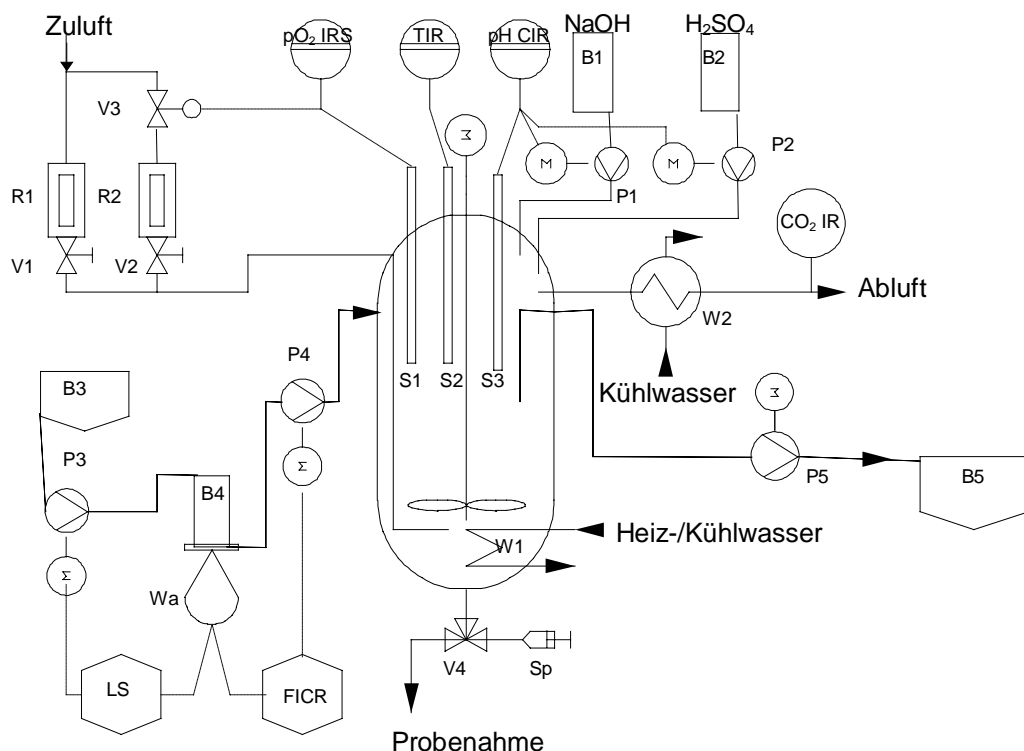 Zuluft
pO₂ IRS
TIR
pH CIR
NaOH
H₂SO₄
B1
B2
V3
Σ
M
M
P2
P1
R1
R2
CO₂ IR
V1
V2
Abluft
W2
P4
S1
S2
S3
Kühlwasser
B3
Σ
P3
P5
B5
B4
Σ
Heiz-/Kühlwasser
W1
Σ
Wa
V4
Sp
LS
FICR
Probenahme